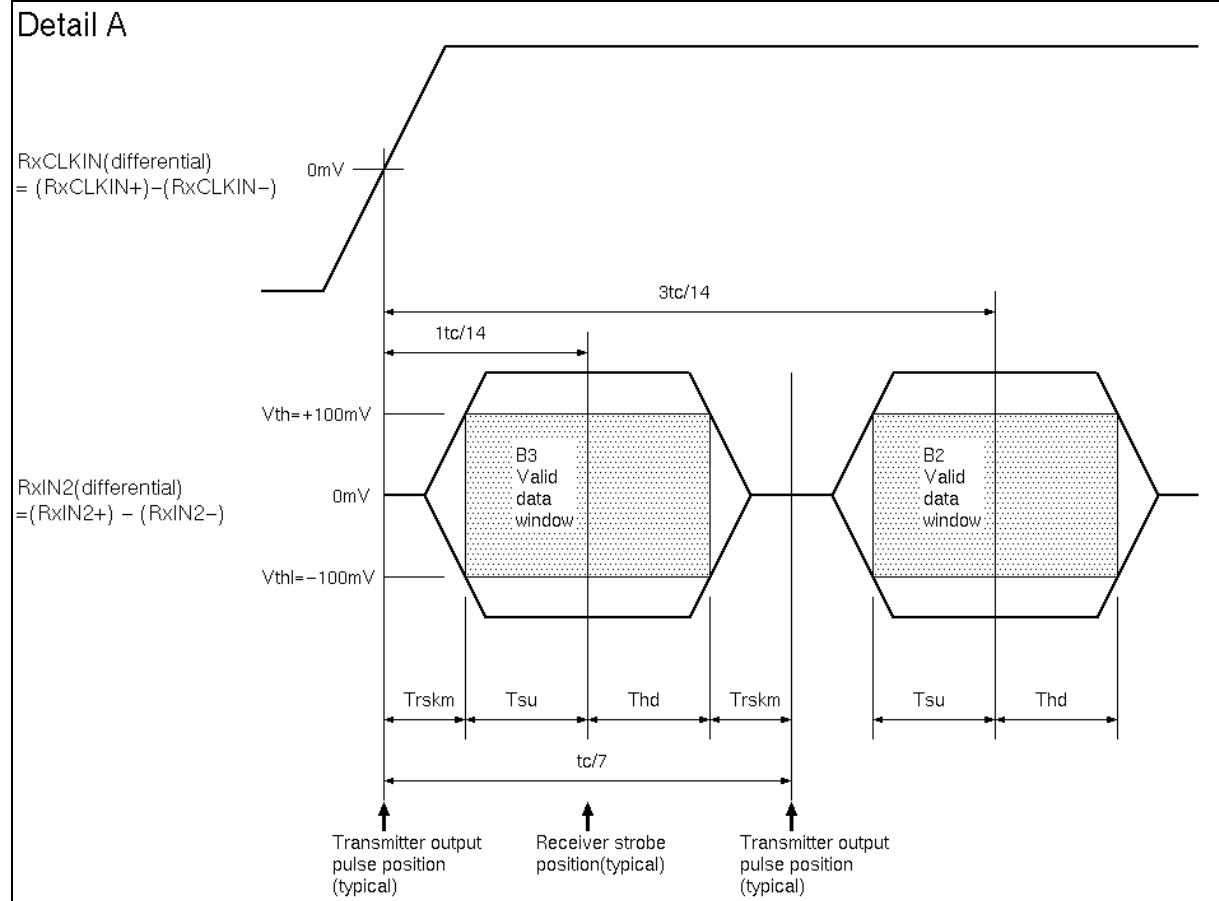 Detail A
RxCLKIN(differential)
= (RxCLKIN+)−(RxCLKIN−)
0mV
3tc/14
1tc/14
Vth=+100mV
B3
Valid
data
window
B2
Valid
data
window
RxIN2(differential)
=(RxIN2+) − (RxIN2−)
0mV
Vthl=−100mV
Trskm
Tsu
Thd
Trskm
Tsu
Thd
tc/7
Transmitter output
pulse position
(typical)
Receiver strobe
position(typical)
Transmitter output
pulse position
(typical)